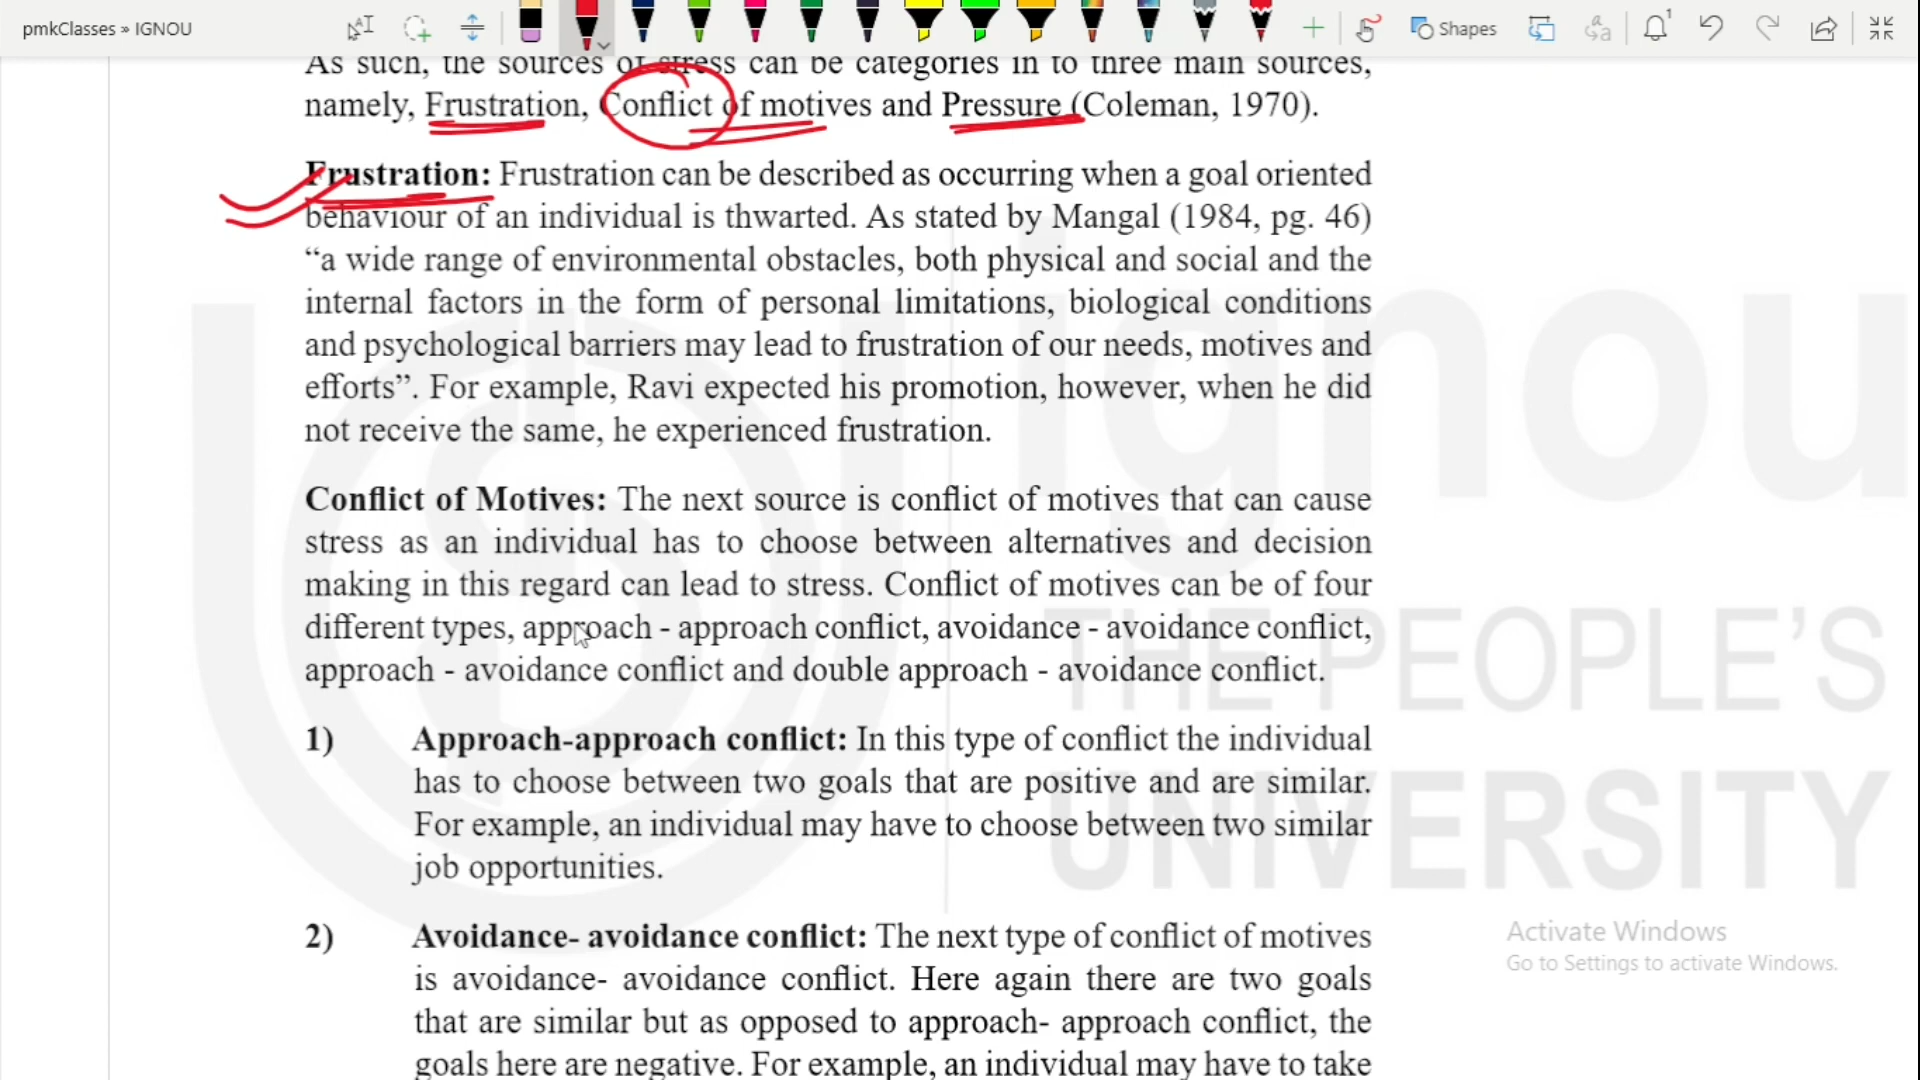 pmkClasses » IGNOU
Shapes
As such, the sources of stress can be categories in to three main sources,
namely, Frustration, Conflict of motives and Pressure (Coleman, 1970).
Frustration: Frustration can be described as occurring when a goal oriented
behaviour of an individual is thwarted. As stated by Mangal (1984, pg. 46)
“a wide range of environmental obstacles, both physical and social and the
internal factors in the form of personal limitations, biological conditions
and psychological barriers may lead to frustration of our needs, motives and
efforts”. For example, Ravi expected his promotion, however, when he did
not receive the same, he experienced frustration.
Conflict of Motives: The next source is conflict of motives that can cause
stress as an individual has to choose between alternatives and decision
making in this regard can lead to stress. Conflict of motives can be of four
different types, approach - approach conflict, avoidance - avoidance conflict,
approach - avoidance conflict and double approach - avoidance conflict.
1) Approach-approach conflict: In this type of conflict the individual
has to choose between two goals that are positive and are similar.
For example, an individual may have to choose between two similar
job opportunities.
2) Avoidance- avoidance conflict: The next type of conflict of motives
is avoidance- avoidance conflict. Here again there are two goals
that are similar but as opposed to approach- approach conflict, the
goals here are negative. For example, an individual may have to take
ignou
THE PEOPLE’S
UNIVERSITY
Activate Windows
Go to Settings to activate Windows.